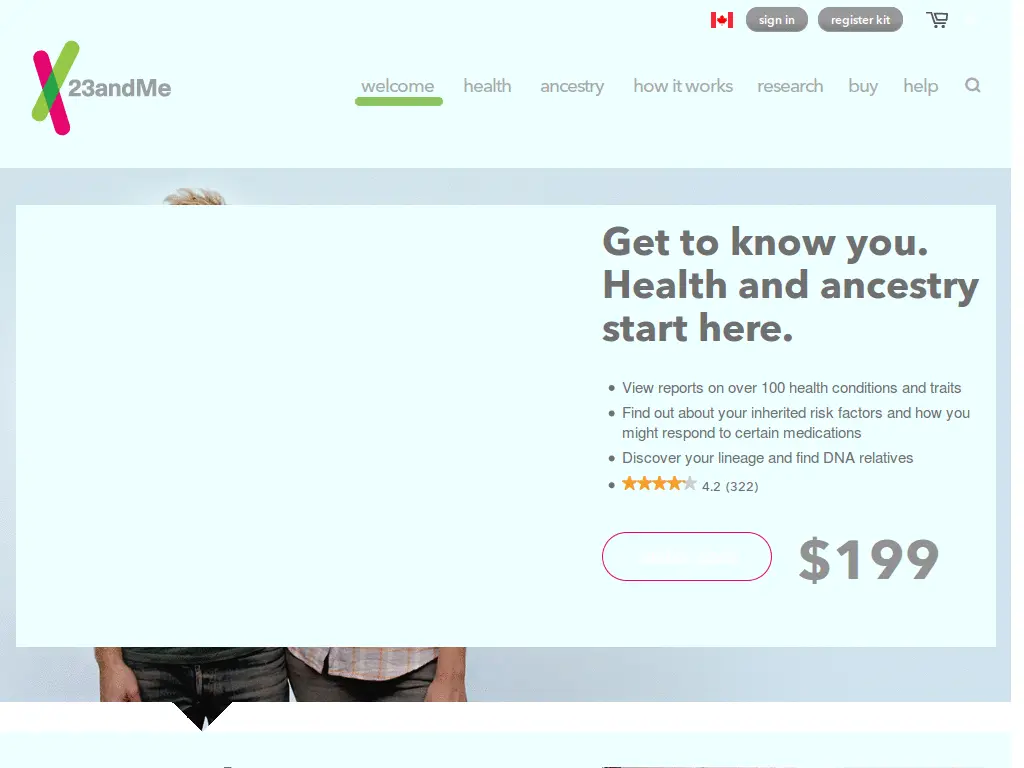 sign in
register kit
23andMe
welcome
health
ancestry
how it works
research
buy
help
Get to know you.
Health and ancestry
start here.
View reports on over 100 health conditions and traits
Find out about your inherited risk factors and how you
might respond to certain medications
Discover your lineage and find DNA relatives
4.2 (322)
$199